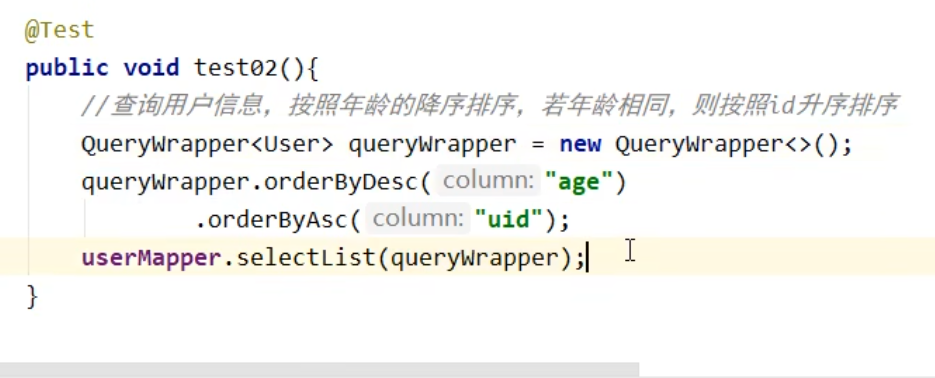 @Test
public void test02(){
//查询用户信息，按照年龄的降序排序，若年龄相同，则按照id升序排序
QueryWrapper<User> queryWrapper = new QueryWrapper<>();
queryWrapper.orderByDesc( column: "age")
.orderByAsc( column: "uid");
userMapper.selectList(queryWrapper);
}